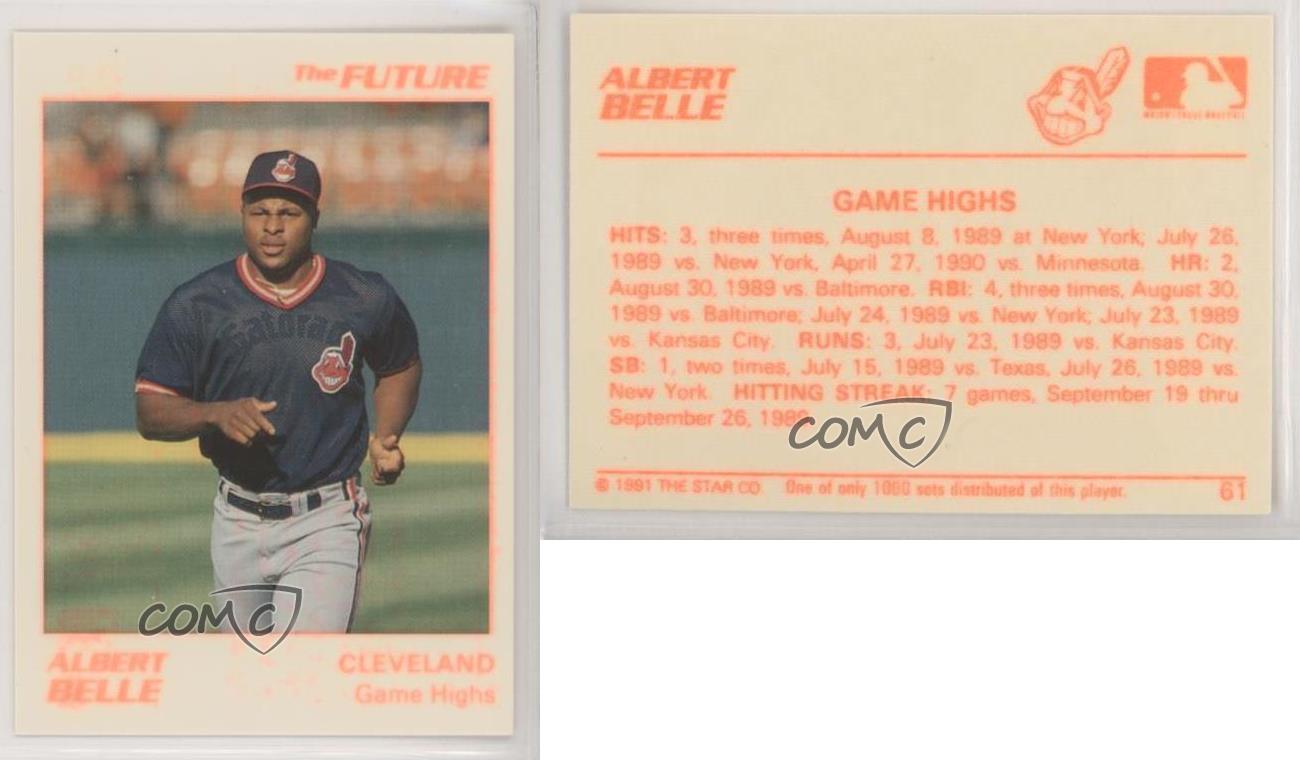 The FUTURE
Gatorade
COMC
ALBERT
BELLE
CLEVELAND
Game Highs
ALBERT
BELLE
MAJOR LEAGUE BASEBALL
GAME HIGHS
HITS: 3, three times, August 8, 1989 at New York; July 26,
1989 vs. New York, April 27, 1990 vs. Minnesota. HR: 2,
August 30, 1989 vs. Baltimore. RBI: 4, three times, August 30,
1989 vs. Baltimore; July 24, 1989 vs. New York; July 23, 1989
vs. Kansas City. RUNS: 3, July 23, 1989 vs. Kansas City.
SB: 1, two times, July 15, 1989 vs. Texas, July 26, 1989 vs.
New York. HITTING STREAK: 7 games, September 19 thru
September 26, 1989.
COMC
© 1991 THE STAR CO. One of only 1000 sets distributed of this player. 61